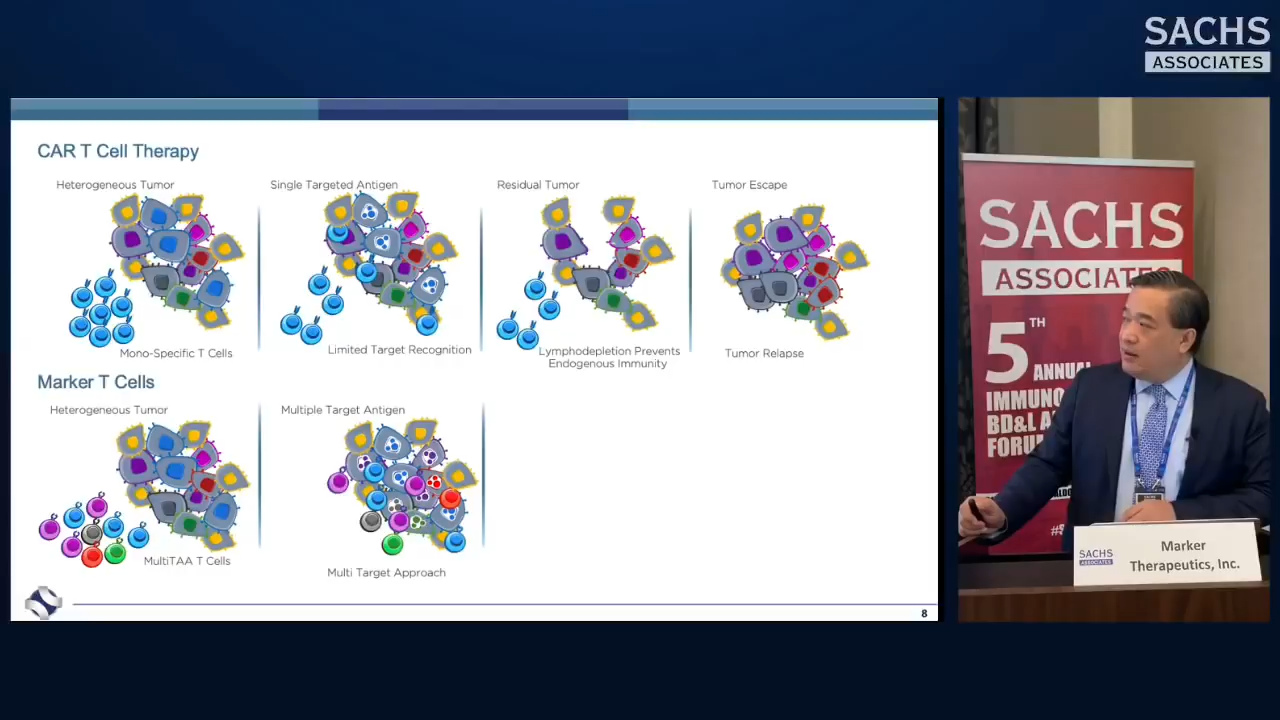 SACHS
ASSOCIATES
CAR T Cell Therapy
Heterogeneous Tumor
Single Targeted Antigen
Residual Tumor
Tumor Escape
Mono-Specific T Cells
Limited Target Recognition
Lymphodepletion Prevents
Endogenous Immunity
Tumor Relapse
Marker T Cells
Heterogeneous Tumor
Multiple Target Antigen
MultiTAA T Cells
Multi Target Approach
8
SACHS
ASSOCIATES
5TH
ANNUAL
FORUM
SACHS
ASSOCIATES
Marker
Therapeutics, Inc.